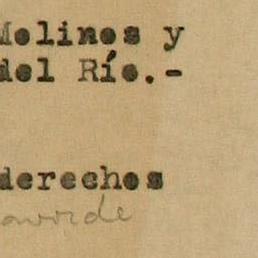 Molinos y
del Río.-
derechos